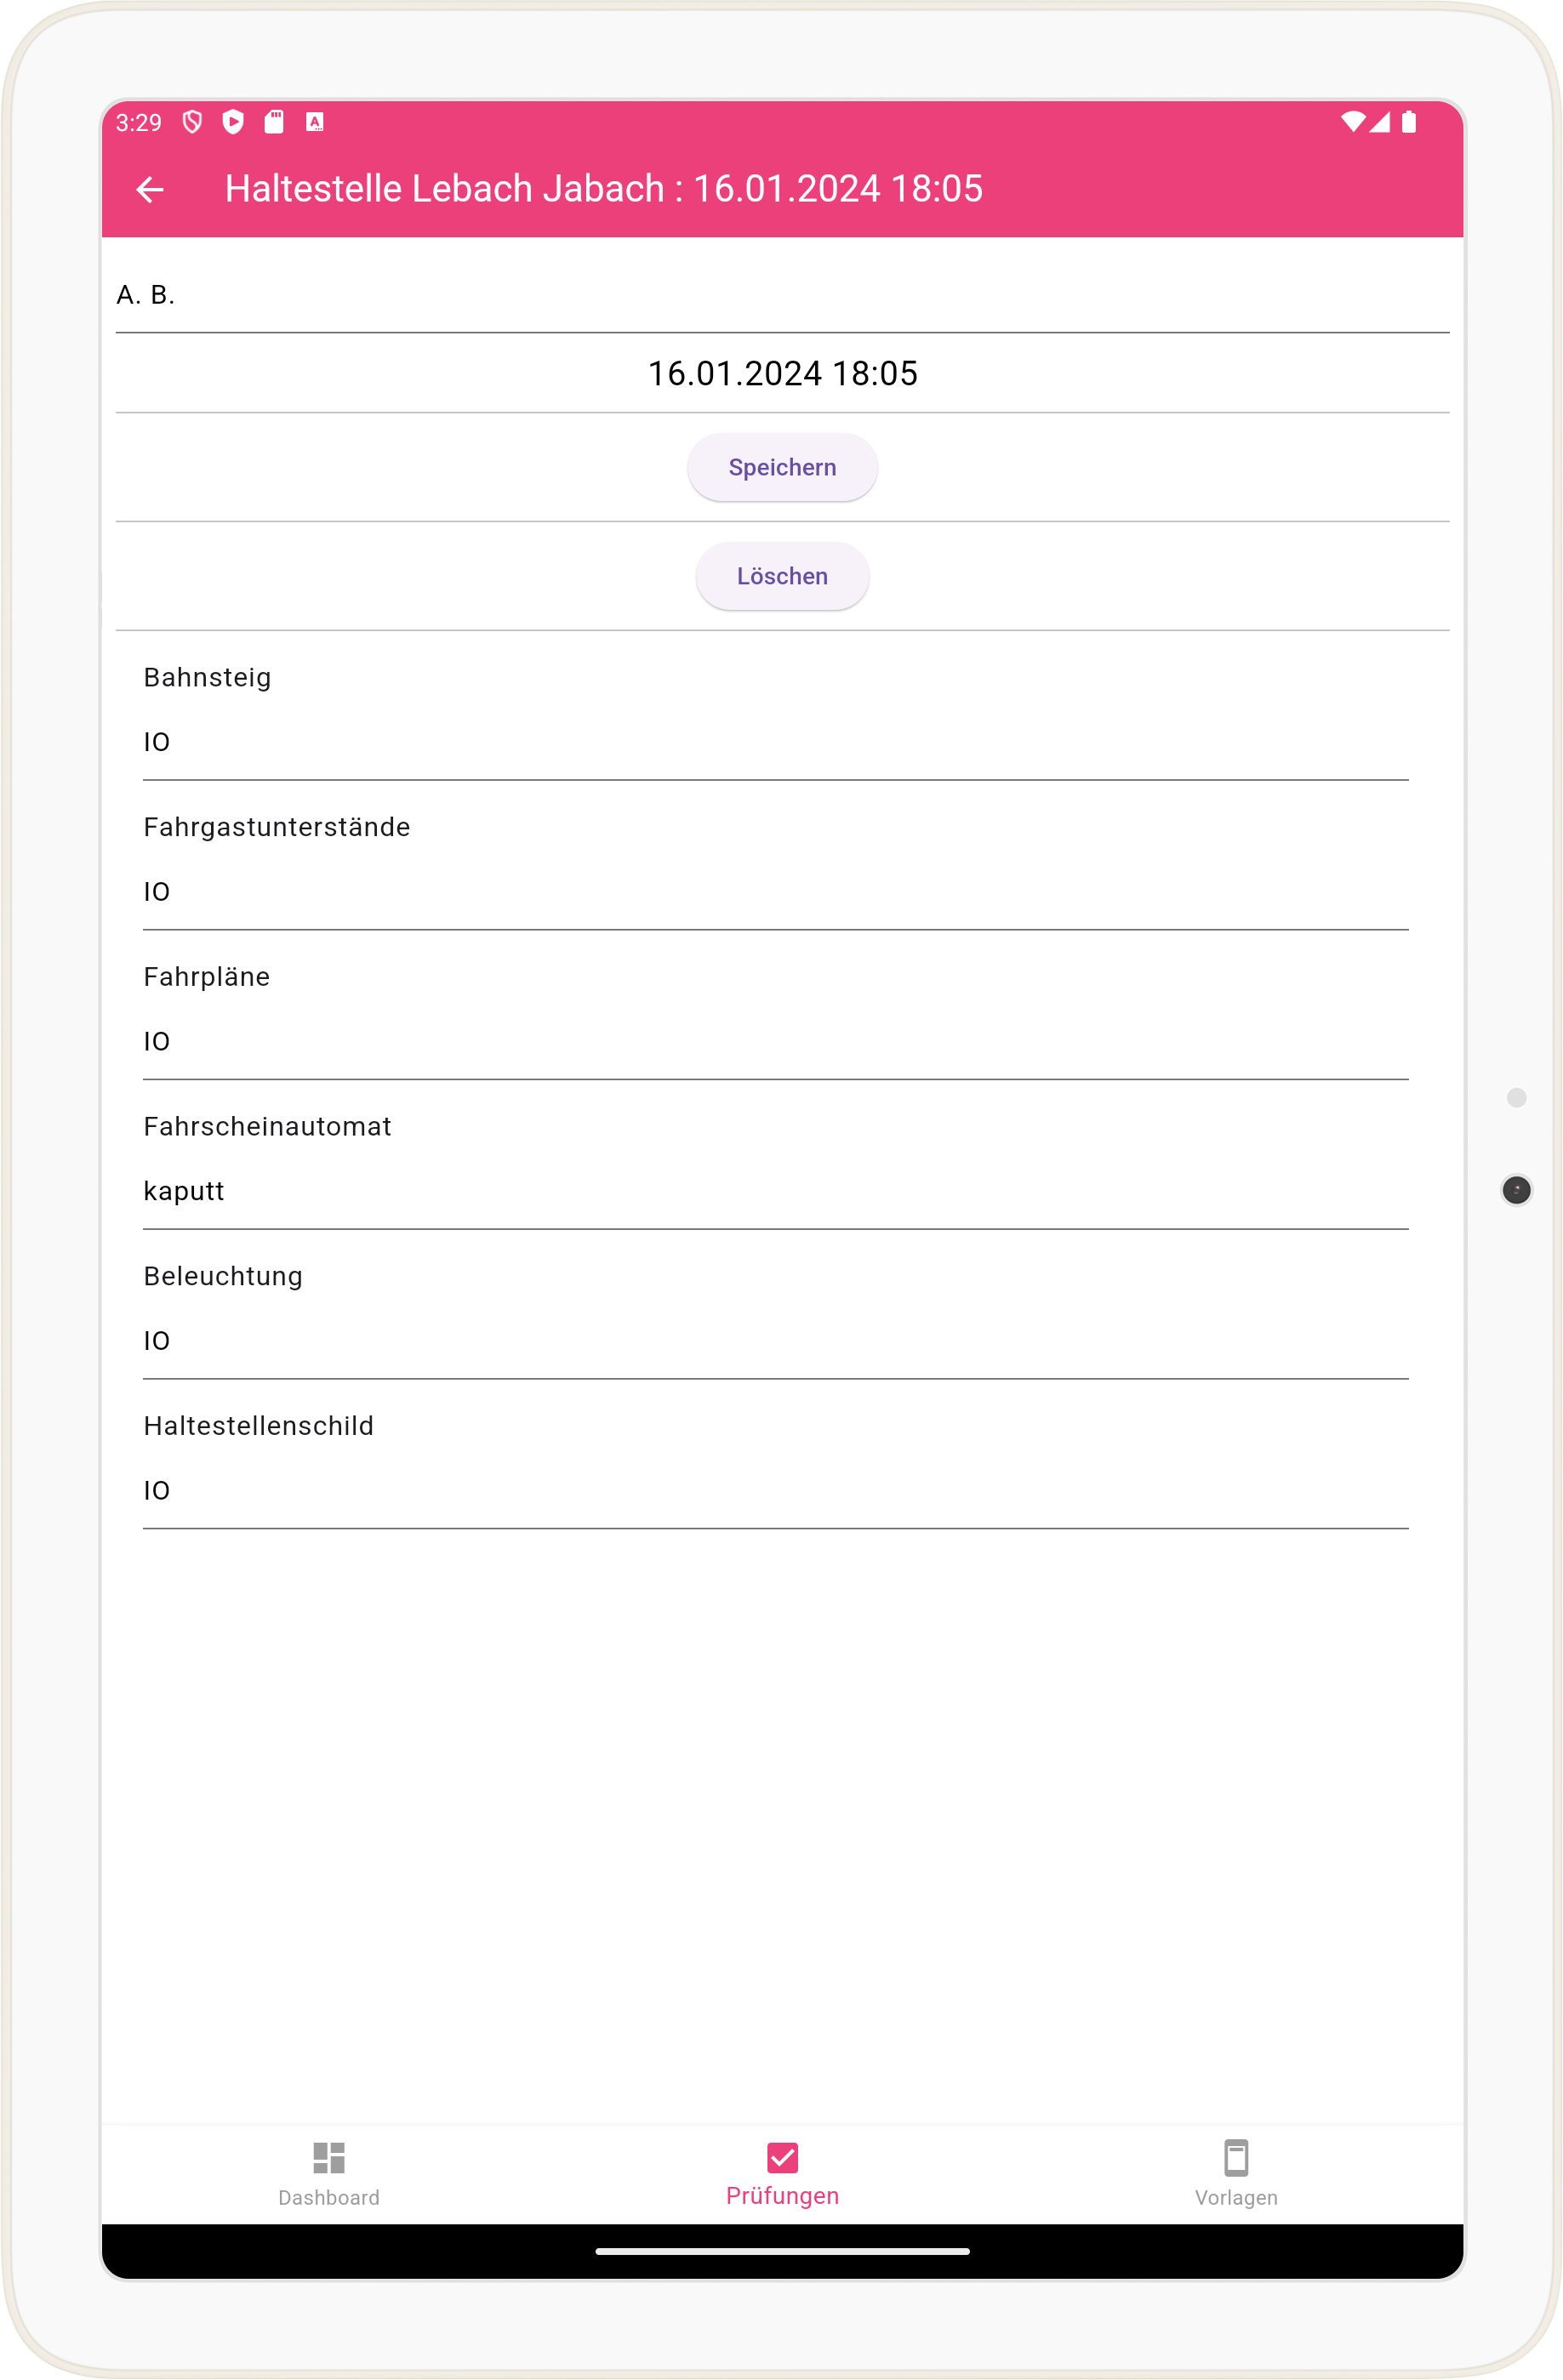 3:29
Haltestelle Lebach Jabach : 16.01.2024 18:05
A. B.
16.01.2024 18:05
Speichern
Löschen
Bahnsteig
IO
Fahrgastunterstände
IO
Fahrpläne
IO
Fahrscheinautomat
kaputt
Beleuchtung
IO
Haltestellenschild
IO
Dashboard
Prüfungen
Vorlagen